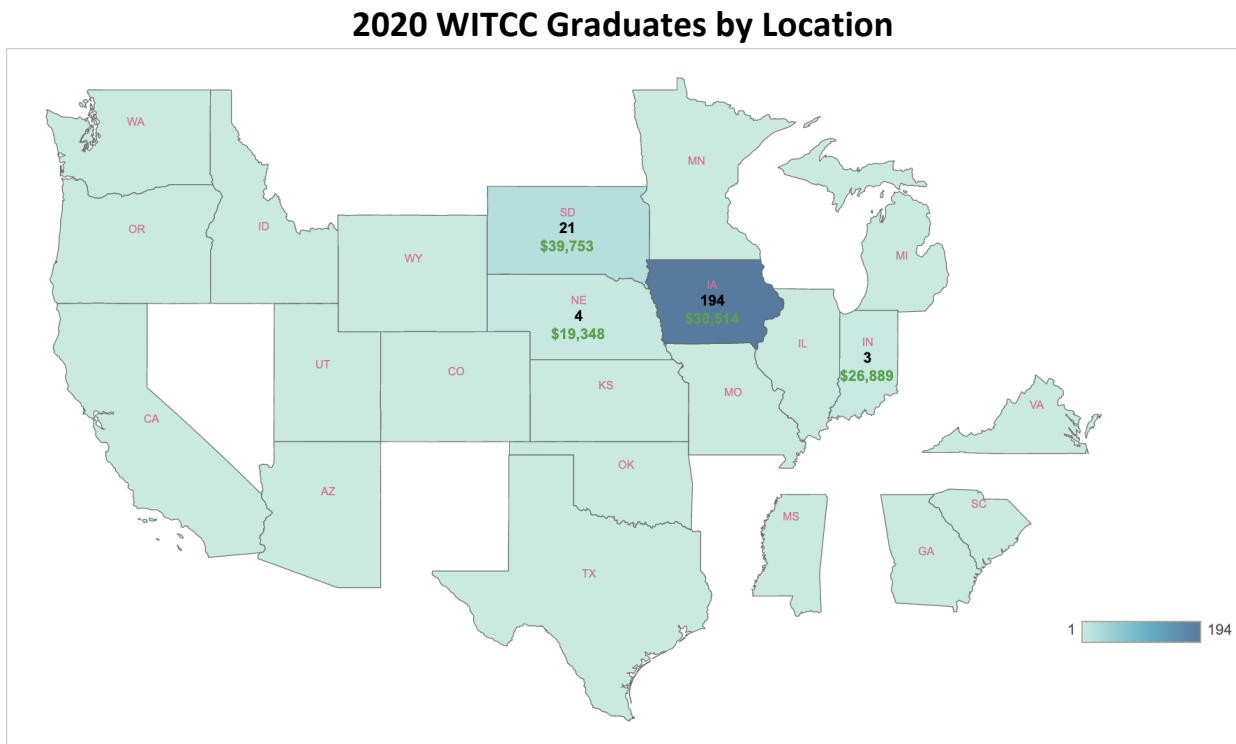 2020 WITCC Graduates by Location
WA
MN
SD
21
$39,753
OR
ID
MI
WY
IA
194
$30,514
NE
4
$19,348
IL
IN
3
$26,889
UT
CO
KS
MO
CA
VA
OK
AZ
SC
MS
GA
TX
1
194